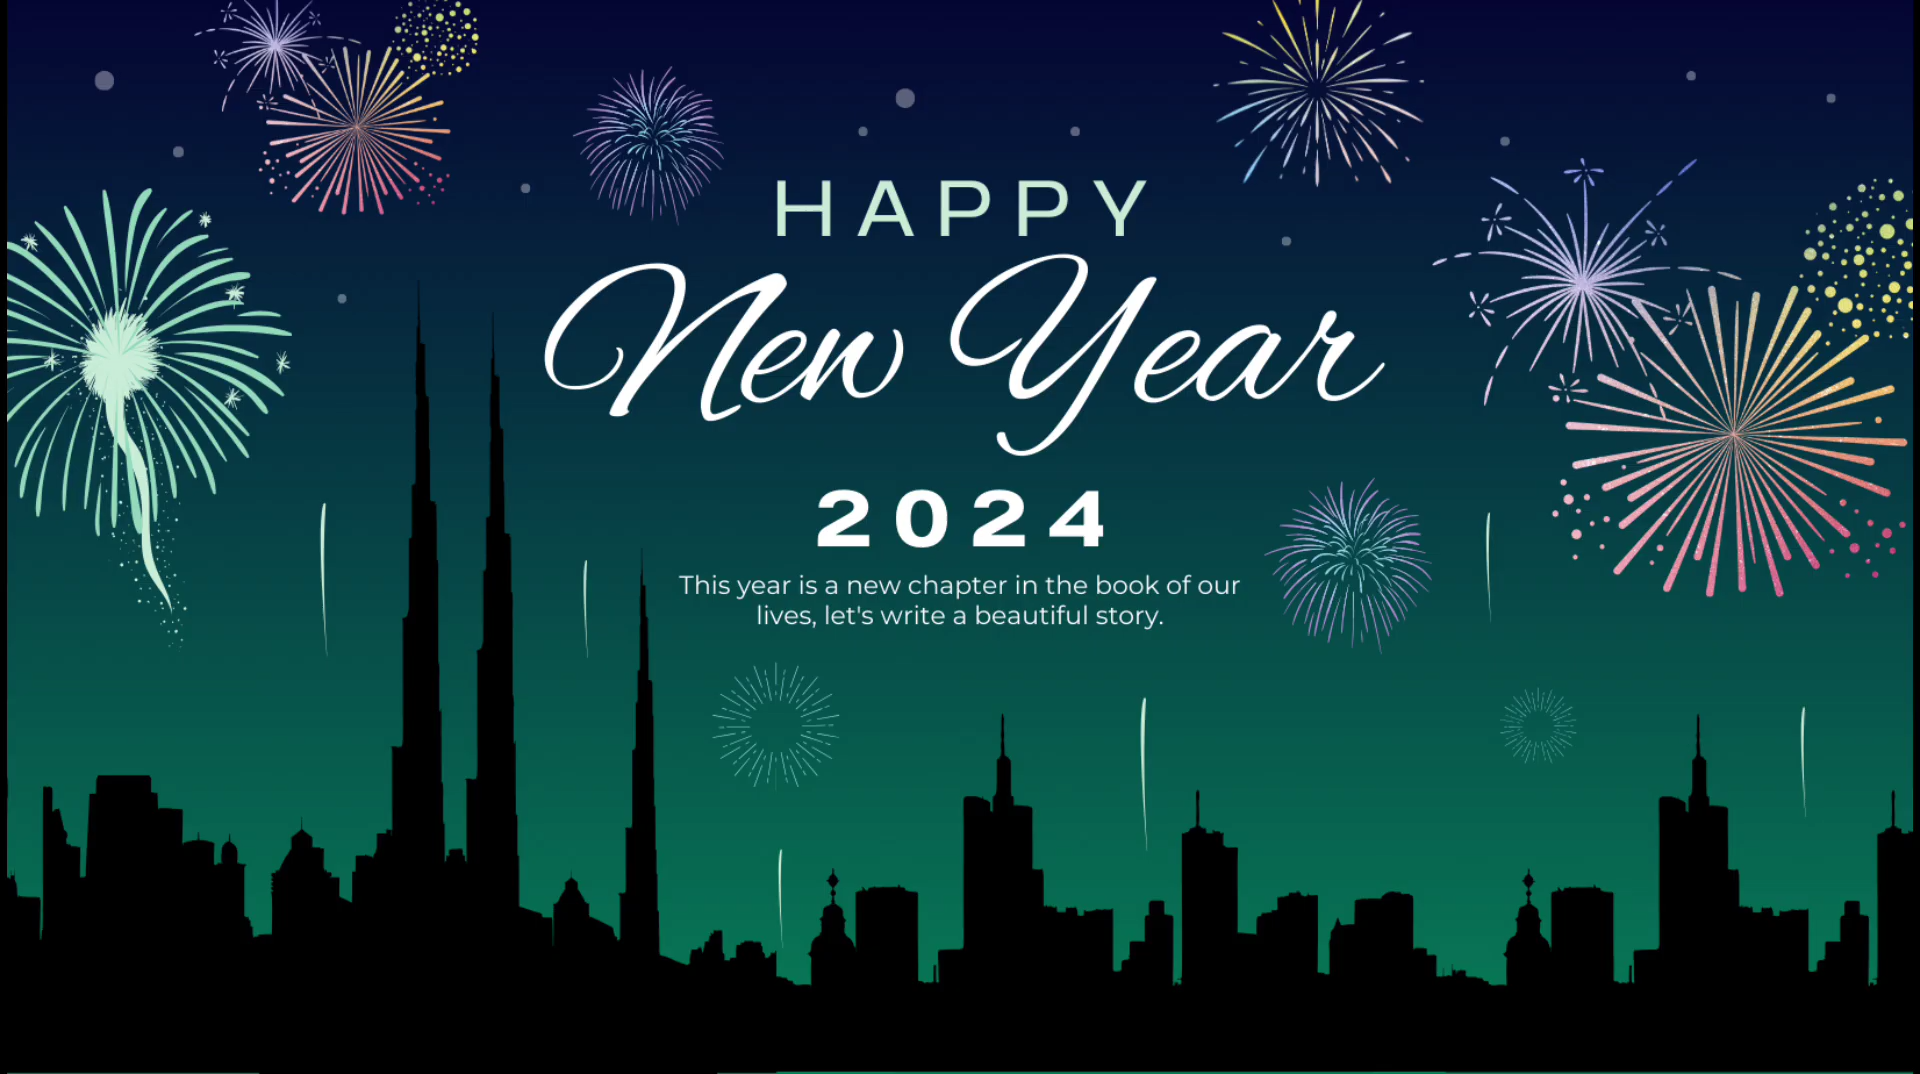 HAPPY
New Year
2024
This year is a new chapter in the book of our
lives, let's write a beautiful story.